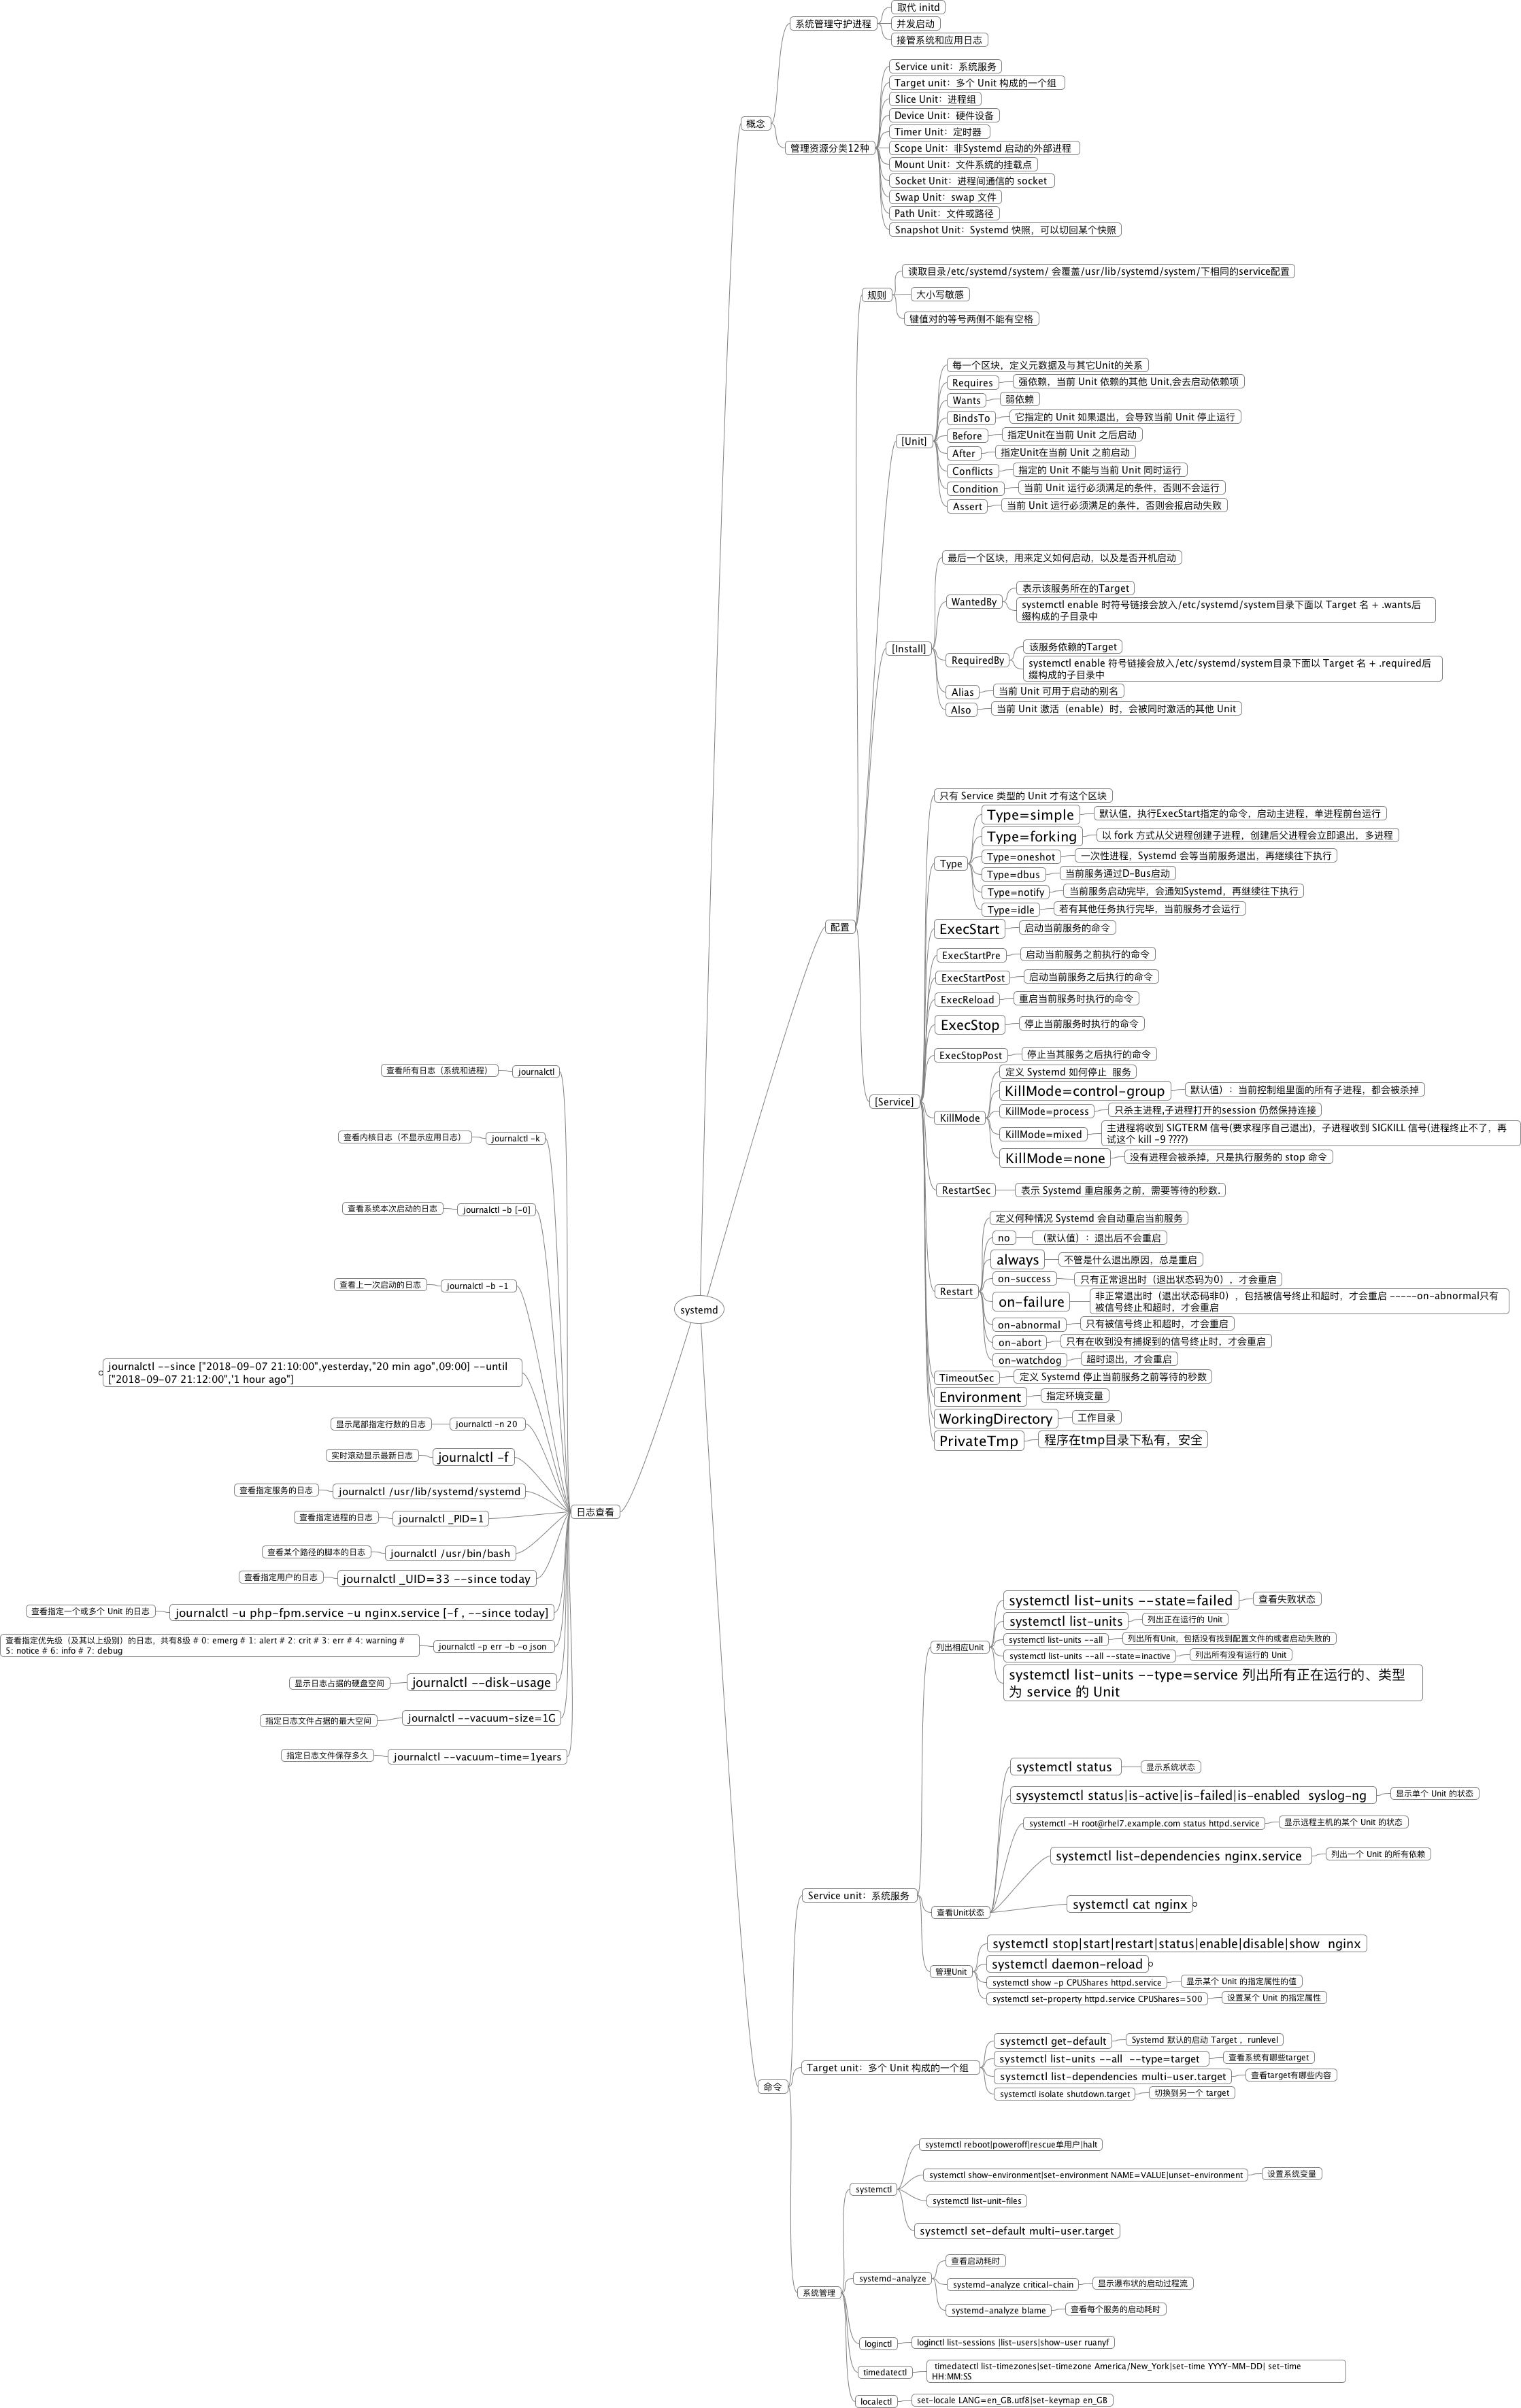 systemd
概念
系统管理守护进程
取代 initd
并发启动
接管系统和应用日志
管理资源分类12种
Service unit：系统服务
Target unit：多个 Unit 构成的一个组
Slice Unit：进程组
Device Unit：硬件设备
Timer Unit：定时器
Scope Unit：非Systemd 启动的外部进程
Mount Unit：文件系统的挂载点
Socket Unit：进程间通信的 socket
Swap Unit：swap 文件
Path Unit：文件或路径
Snapshot Unit：Systemd 快照，可以切回某个快照
配置
规则
读取目录/etc/systemd/system/ 会覆盖/usr/lib/systemd/system/下相同的service配置
大小写敏感
键值对的等号两侧不能有空格
[Unit]
每一个区块，定义元数据及与其它Unit的关系
Requires
强依赖，当前 Unit 依赖的其他 Unit,会去启动依赖项
Wants
弱依赖
BindsTo
它指定的 Unit 如果退出，会导致当前 Unit 停止运行
Before
指定Unit在当前 Unit 之后启动
After
指定Unit在当前 Unit 之前启动
Conflicts
指定的 Unit 不能与当前 Unit 同时运行
Condition
当前 Unit 运行必须满足的条件，否则不会运行
Assert
当前 Unit 运行必须满足的条件，否则会报启动失败
[Install]
最后一个区块，用来定义如何启动，以及是否开机启动
WantedBy
表示该服务所在的Target
systemctl enable 时符号链接会放入/etc/systemd/system目录下面以 Target 名 + .wants后
缀构成的子目录中
RequiredBy
该服务依赖的Target
systemctl enable 符号链接会放入/etc/systemd/system目录下面以 Target 名 + .required后
缀构成的子目录中
Alias
当前 Unit 可用于启动的别名
Also
当前 Unit 激活（enable）时，会被同时激活的其他 Unit
[Service]
只有 Service 类型的 Unit 才有这个区块
Type
Type=simple
默认值，执行ExecStart指定的命令，启动主进程，单进程前台运行
Type=forking
以 fork 方式从父进程创建子进程，创建后父进程会立即退出，多进程
Type=oneshot
一次性进程，Systemd 会等当前服务退出，再继续往下执行
Type=dbus
当前服务通过D-Bus启动
Type=notify
当前服务启动完毕，会通知Systemd，再继续往下执行
Type=idle
若有其他任务执行完毕，当前服务才会运行
ExecStart
启动当前服务的命令
ExecStartPre
启动当前服务之前执行的命令
ExecStartPost
启动当前服务之后执行的命令
ExecReload
重启当前服务时执行的命令
ExecStop
停止当前服务时执行的命令
ExecStopPost
停止当其服务之后执行的命令
KillMode
定义 Systemd 如何停止 服务
KillMode=control-group
默认值）：当前控制组里面的所有子进程，都会被杀掉
KillMode=process
只杀主进程,子进程打开的session 仍然保持连接
KillMode=mixed
主进程将收到 SIGTERM 信号(要求程序自己退出)，子进程收到 SIGKILL 信号(进程终止不了，再
试这个 kill -9 ????)
KillMode=none
没有进程会被杀掉，只是执行服务的 stop 命令
RestartSec
表示 Systemd 重启服务之前，需要等待的秒数.
Restart
定义何种情况 Systemd 会自动重启当前服务
no
（默认值）：退出后不会重启
always
不管是什么退出原因，总是重启
on-success
只有正常退出时（退出状态码为0），才会重启
on-failure
非正常退出时（退出状态码非0），包括被信号终止和超时，才会重启 -----on-abnormal只有
被信号终止和超时，才会重启
on-abnormal
只有被信号终止和超时，才会重启
on-abort
只有在收到没有捕捉到的信号终止时，才会重启
on-watchdog
超时退出，才会重启
TimeoutSec
定义 Systemd 停止当前服务之前等待的秒数
Environment
指定环境变量
WorkingDirectory
工作目录
PrivateTmp
程序在tmp目录下私有，安全
日志查看
journalctl
查看所有日志（系统和进程）
journalctl -k
查看内核日志（不显示应用日志）
journalctl -b [-0]
查看系统本次启动的日志
journalctl -b -1
查看上一次启动的日志
journalctl --since ["2018-09-07 21:10:00",yesterday,"20 min ago",09:00] --until
["2018-09-07 21:12:00",'1 hour ago"]
journalctl -n 20
显示尾部指定行数的日志
journalctl -f
实时滚动显示最新日志
journalctl /usr/lib/systemd/systemd
查看指定服务的日志
journalctl _PID=1
查看指定进程的日志
journalctl /usr/bin/bash
查看某个路径的脚本的日志
journalctl _UID=33 --since today
查看指定用户的日志
journalctl -u php-fpm.service -u nginx.service [-f , --since today]
查看指定一个或多个 Unit 的日志
journalctl -p err -b -o json
查看指定优先级（及其以上级别）的日志，共有8级 # 0: emerg # 1: alert # 2: crit # 3: err # 4: warning #
5: notice # 6: info # 7: debug
journalctl --disk-usage
显示日志占据的硬盘空间
journalctl --vacuum-size=1G
指定日志文件占据的最大空间
journalctl --vacuum-time=1years
指定日志文件保存多久
命令
Service unit：系统服务
列出相应Unit
systemctl list-units --state=failed
查看失败状态
systemctl list-units
列出正在运行的 Unit
systemctl list-units --all
列出所有Unit，包括没有找到配置文件的或者启动失败的
systemctl list-units --all --state=inactive
列出所有没有运行的 Unit
systemctl list-units --type=service 列出所有正在运行的、类型
为 service 的 Unit
查看Unit状态
systemctl status
显示系统状态
sysystemctl status|is-active|is-failed|is-enabled syslog-ng
显示单个 Unit 的状态
systemctl -H root@rhel7.example.com status httpd.service
显示远程主机的某个 Unit 的状态
systemctl list-dependencies nginx.service
列出一个 Unit 的所有依赖
systemctl cat nginx
管理Unit
systemctl stop|start|restart|status|enable|disable|show nginx
systemctl daemon-reload
systemctl show -p CPUShares httpd.service
显示某个 Unit 的指定属性的值
systemctl set-property httpd.service CPUShares=500
设置某个 Unit 的指定属性
Target unit：多个 Unit 构成的一个组
systemctl get-default
Systemd 默认的启动 Target ，runlevel
systemctl list-units --all --type=target
查看系统有哪些target
systemctl list-dependencies multi-user.target
查看target有哪些内容
systemctl isolate shutdown.target
切换到另一个 target
系统管理
systemctl
systemctl reboot|poweroff|rescue单用户|halt
systemctl show-environment|set-environment NAME=VALUE|unset-environment
设置系统变量
systemctl list-unit-files
systemctl set-default multi-user.target
systemd-analyze
查看启动耗时
systemd-analyze critical-chain
显示瀑布状的启动过程流
systemd-analyze blame
查看每个服务的启动耗时
loginctl
loginctl list-sessions |list-users|show-user ruanyf
timedatectl
timedatectl list-timezones|set-timezone America/New_York|set-time YYYY-MM-DD| set-time
HH:MM:SS
localectl
set-locale LANG=en_GB.utf8|set-keymap en_GB